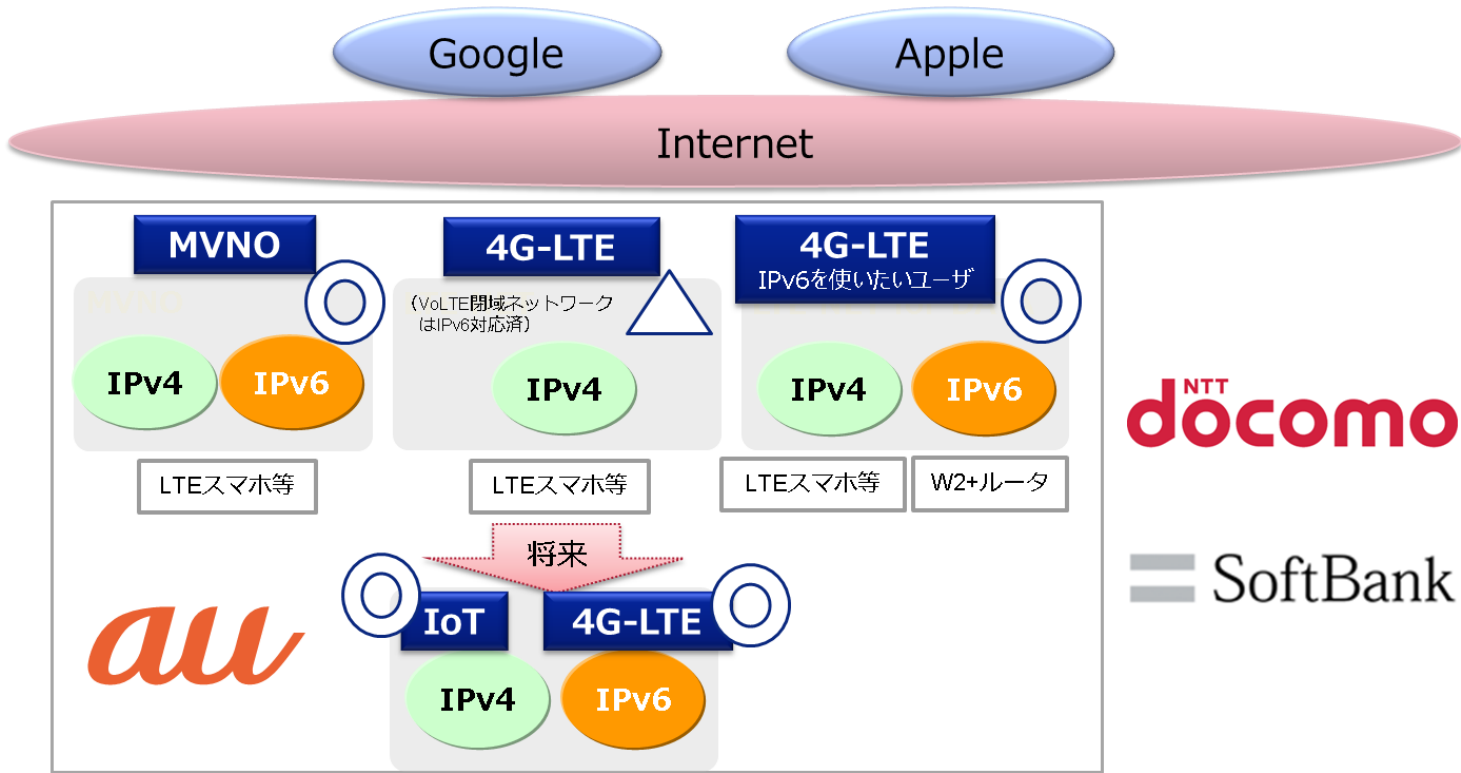 Google
Apple
Internet
MVNO
4G-LTE
4G-LTE
IPv6を使いたいユーザ
MVNO
(VoLTE閉域ネットワーク
はIPv6対応済)
IPv4
IPv6
IPv4
IPv4
IPv6
LTEスマホ等
LTEスマホ等
LTEスマホ等
W2+ルータ
NTT
docomo
将来
IoT
4G-LTE
IPv4
IPv6
au
SoftBank